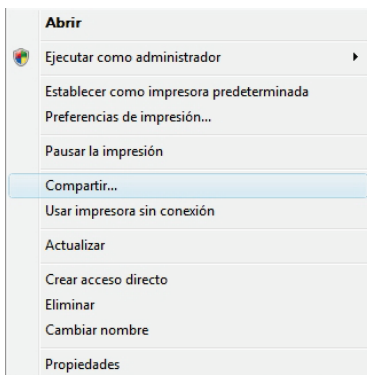 Abrir
Ejecutar como administrador
Establecer como impresora predeterminada
Preferencias de impresión...
Pausar la impresión
Compartir...
Usar impresora sin conexión
Actualizar
Crear acceso directo
Eliminar
Cambiar nombre
Propiedades